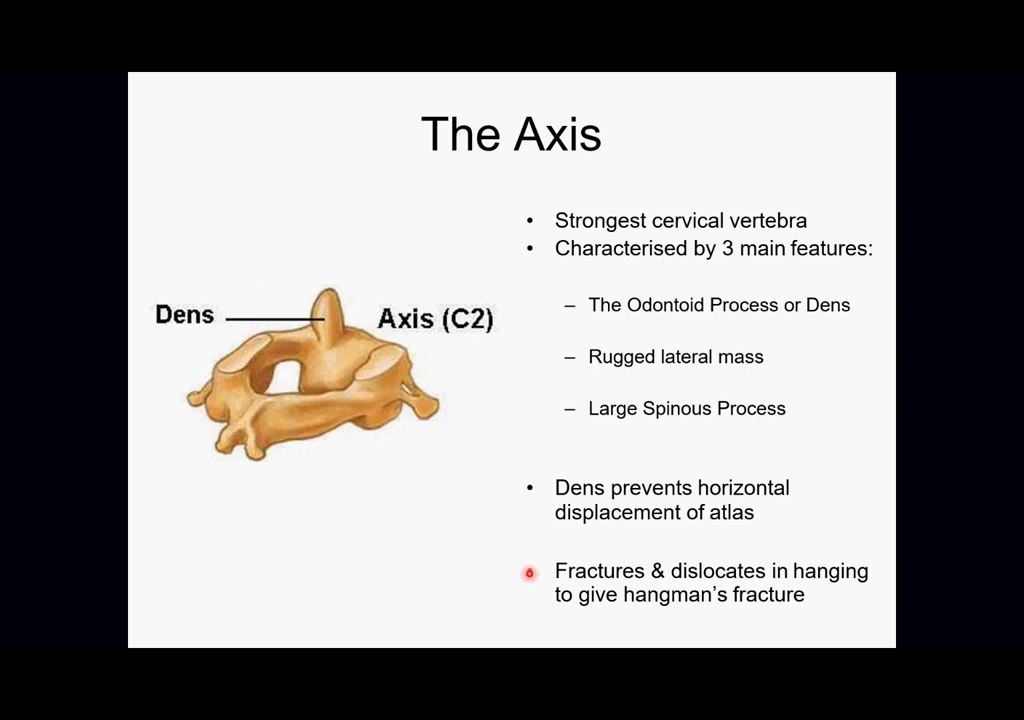 The Axis
Dens
Axis (C2)
• Strongest cervical vertebra
• Characterised by 3 main features:
– The Odontoid Process or Dens
– Rugged lateral mass
– Large Spinous Process
• Dens prevents horizontal
displacement of atlas
• Fractures & dislocates in hanging
to give hangman’s fracture